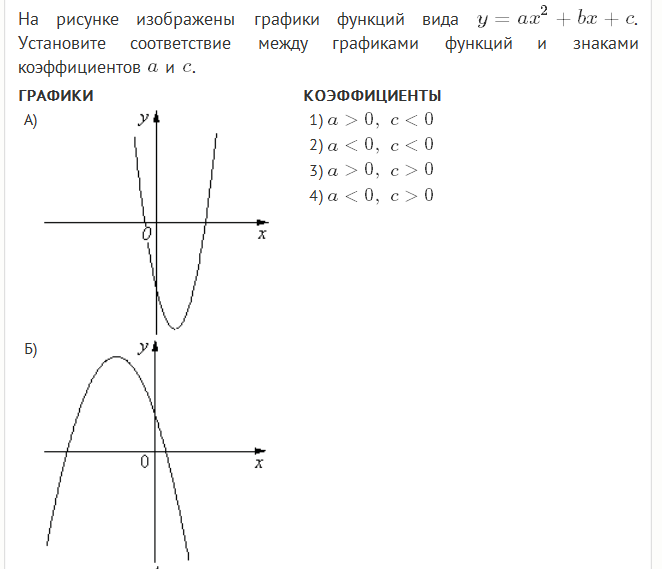 На рисунке изображены графики функций вида y = ax² + bx + c.
Установите соответствие между графиками функций и знаками
коэффициентов a и c.
ГРАФИКИ
А)
y
0
x
Б)
y
0
x
КОЭФФИЦИЕНТЫ
1) a > 0, c < 0
2) a < 0, c < 0
3) a > 0, c > 0
4) a < 0, c > 0